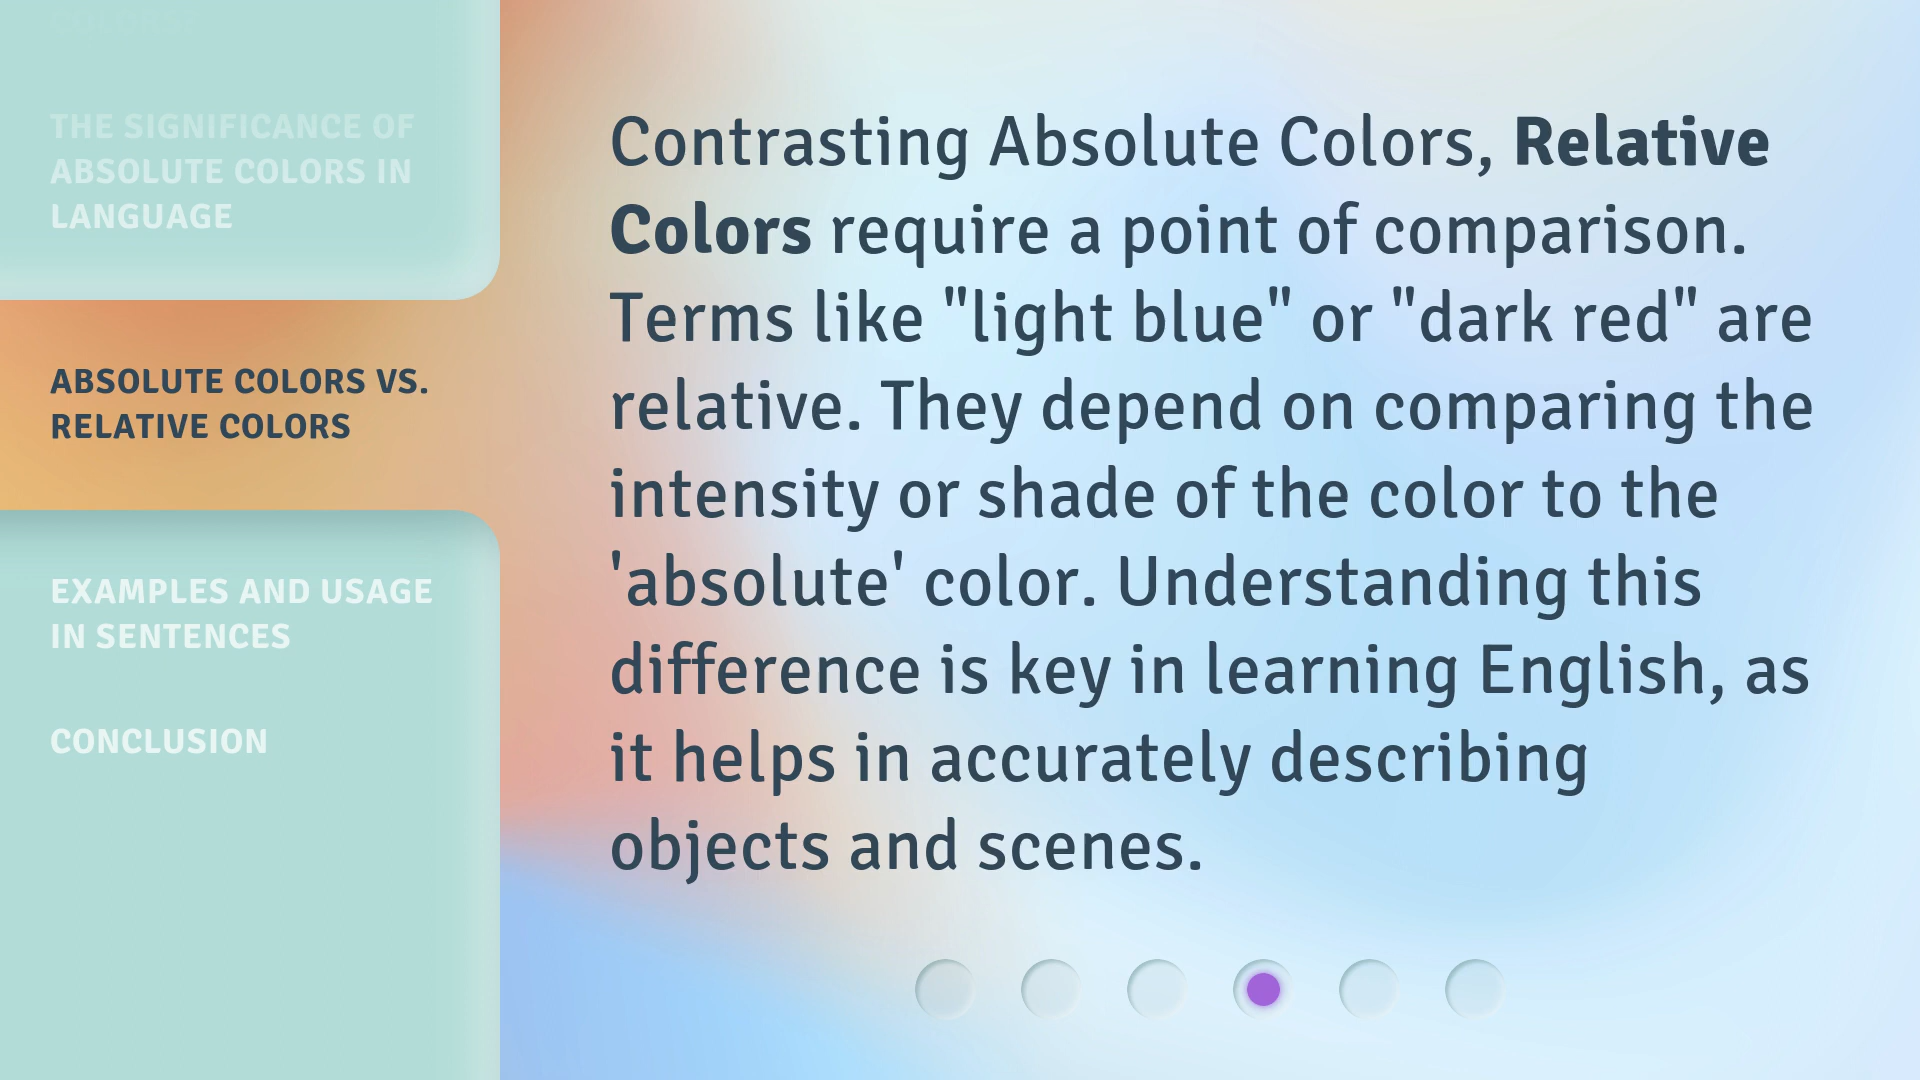 THE SIGNIFICANCE OF
ABSOLUTE COLORS IN
LANGUAGE
ABSOLUTE COLORS VS.
RELATIVE COLORS
EXAMPLES AND USAGE
IN SENTENCES
CONCLUSION
Contrasting Absolute Colors, Relative
Colors require a point of comparison.
Terms like "light blue" or "dark red" are
relative. They depend on comparing the
intensity or shade of the color to the
'absolute' color. Understanding this
difference is key in learning English, as
it helps in accurately describing
objects and scenes.